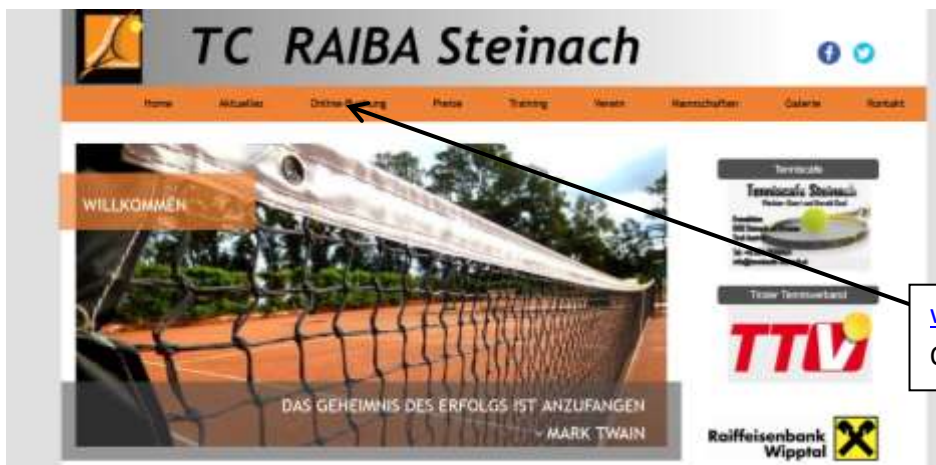 TC RAIBA Steinach
Home Aktuelles Preise Training Verein Mannschaften Galerie Kontakt
WILLKOMMEN
Tenniscafe
Tenniscafe Steinach
Tiroler Tennisverband
TTV
DAS GEHEIMNIS DES ERFOLGS IST ANZUFANGEN
~ MARK TWAIN
Raiffeisenbank
Wipptal